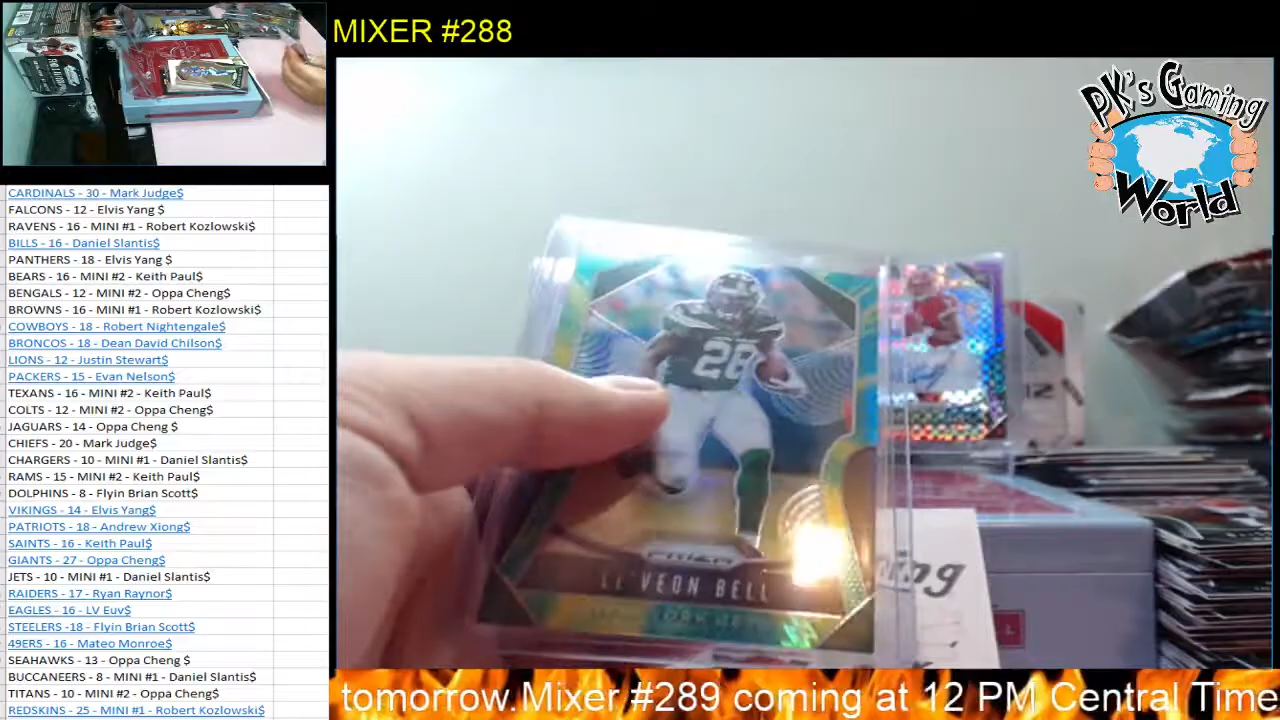 MIXER #288
PK's Gaming
World
CARDINALS - 30 - Mark Judge$
FALCONS - 12 - Elvis Yang $
RAVENS - 16 - MINI #1 - Robert Kozlowski$
BILLS - 16 - Daniel Slantis$
PANTHERS - 18 - Elvis Yang $
BEARS - 16 - MINI #2 - Keith Paul$
BENGALS - 12 - MINI #2 - Oppa Cheng$
BROWNS - 16 - MINI #1 - Robert Kozlowski$
COWBOYS - 18 - Robert Nightengale$
BRONCOS - 18 - Dean David Chilson$
LIONS - 12 - Justin Stewart$
PACKERS - 15 - Evan Nelson$
TEXANS - 16 - MINI #2 - Keith Paul$
COLTS - 12 - MINI #2 - Oppa Cheng$
JAGUARS - 14 - Oppa Cheng $
CHIEFS - 20 - Mark Judge$
CHARGERS - 10 - MINI #1 - Daniel Slantis$
RAMS - 15 - MINI #2 - Keith Paul$
DOLPHINS - 8 - Flyin Brian Scott$
VIKINGS - 14 - Elvis Yang$
PATRIOTS - 18 - Andrew Xiong$
SAINTS - 16 - Keith Paul$
GIANTS - 27 - Oppa Cheng$
JETS - 10 - MINI #1 - Daniel Slantis$
RAIDERS - 17 - Ryan Raynor$
EAGLES - 16 - LV Euv$
STEELERS -18 - Flyin Brian Scott$
49ERS - 16 - Mateo Monroe$
SEAHAWKS - 13 - Oppa Cheng $
BUCCANEERS - 8 - MINI #1 - Daniel Slantis$
TITANS - 10 - MINI #2 - Oppa Cheng$
REDSKINS - 25 - MINI #1 - Robert Kozlowski$
28
PRIZM
LE'VEON BELL
tomorrow.Mixer #289 coming at 12 PM Central Time